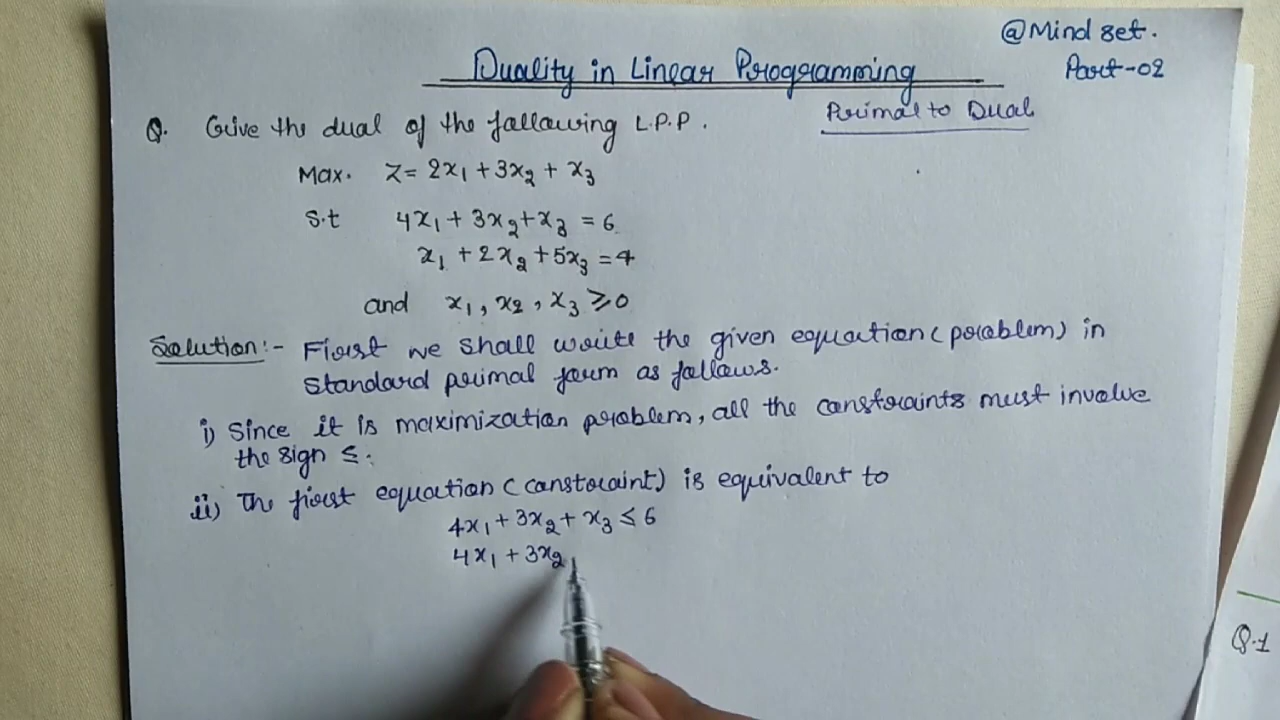 @Mind set.
Part-02
Duality in Linear Programming
Primal to Dual
Q. Give the dual of the following L.P.P.
Max. Z = 2x₁ + 3x₂ + x₃
S.t 4x₁ + 3x₂ + x₃ = 6
x₁ + 2x₂ + 5x₃ = 4
and x₁, x₂, x₃ ≥ 0
Solution:- First we shall write the given equation (problem) in
standard primal form as follows.
i) Since it is maximization problem, all the constraints must involve
the sign ≤.
ii) The first equation (constraint) is equivalent to
4x₁ + 3x₂ + x₃ ≤ 6
4x₁ + 3x₂
Q.1